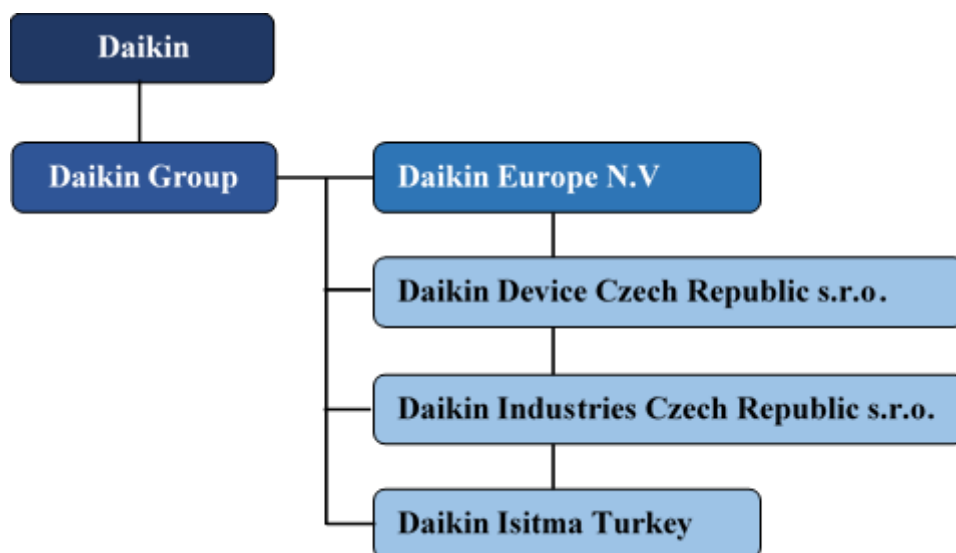 Daikin
Daikin Group
Daikin Europe N.V
Daikin Device Czech Republic s.r.o.
Daikin Industries Czech Republic s.r.o.
Daikin Isitma Turkey